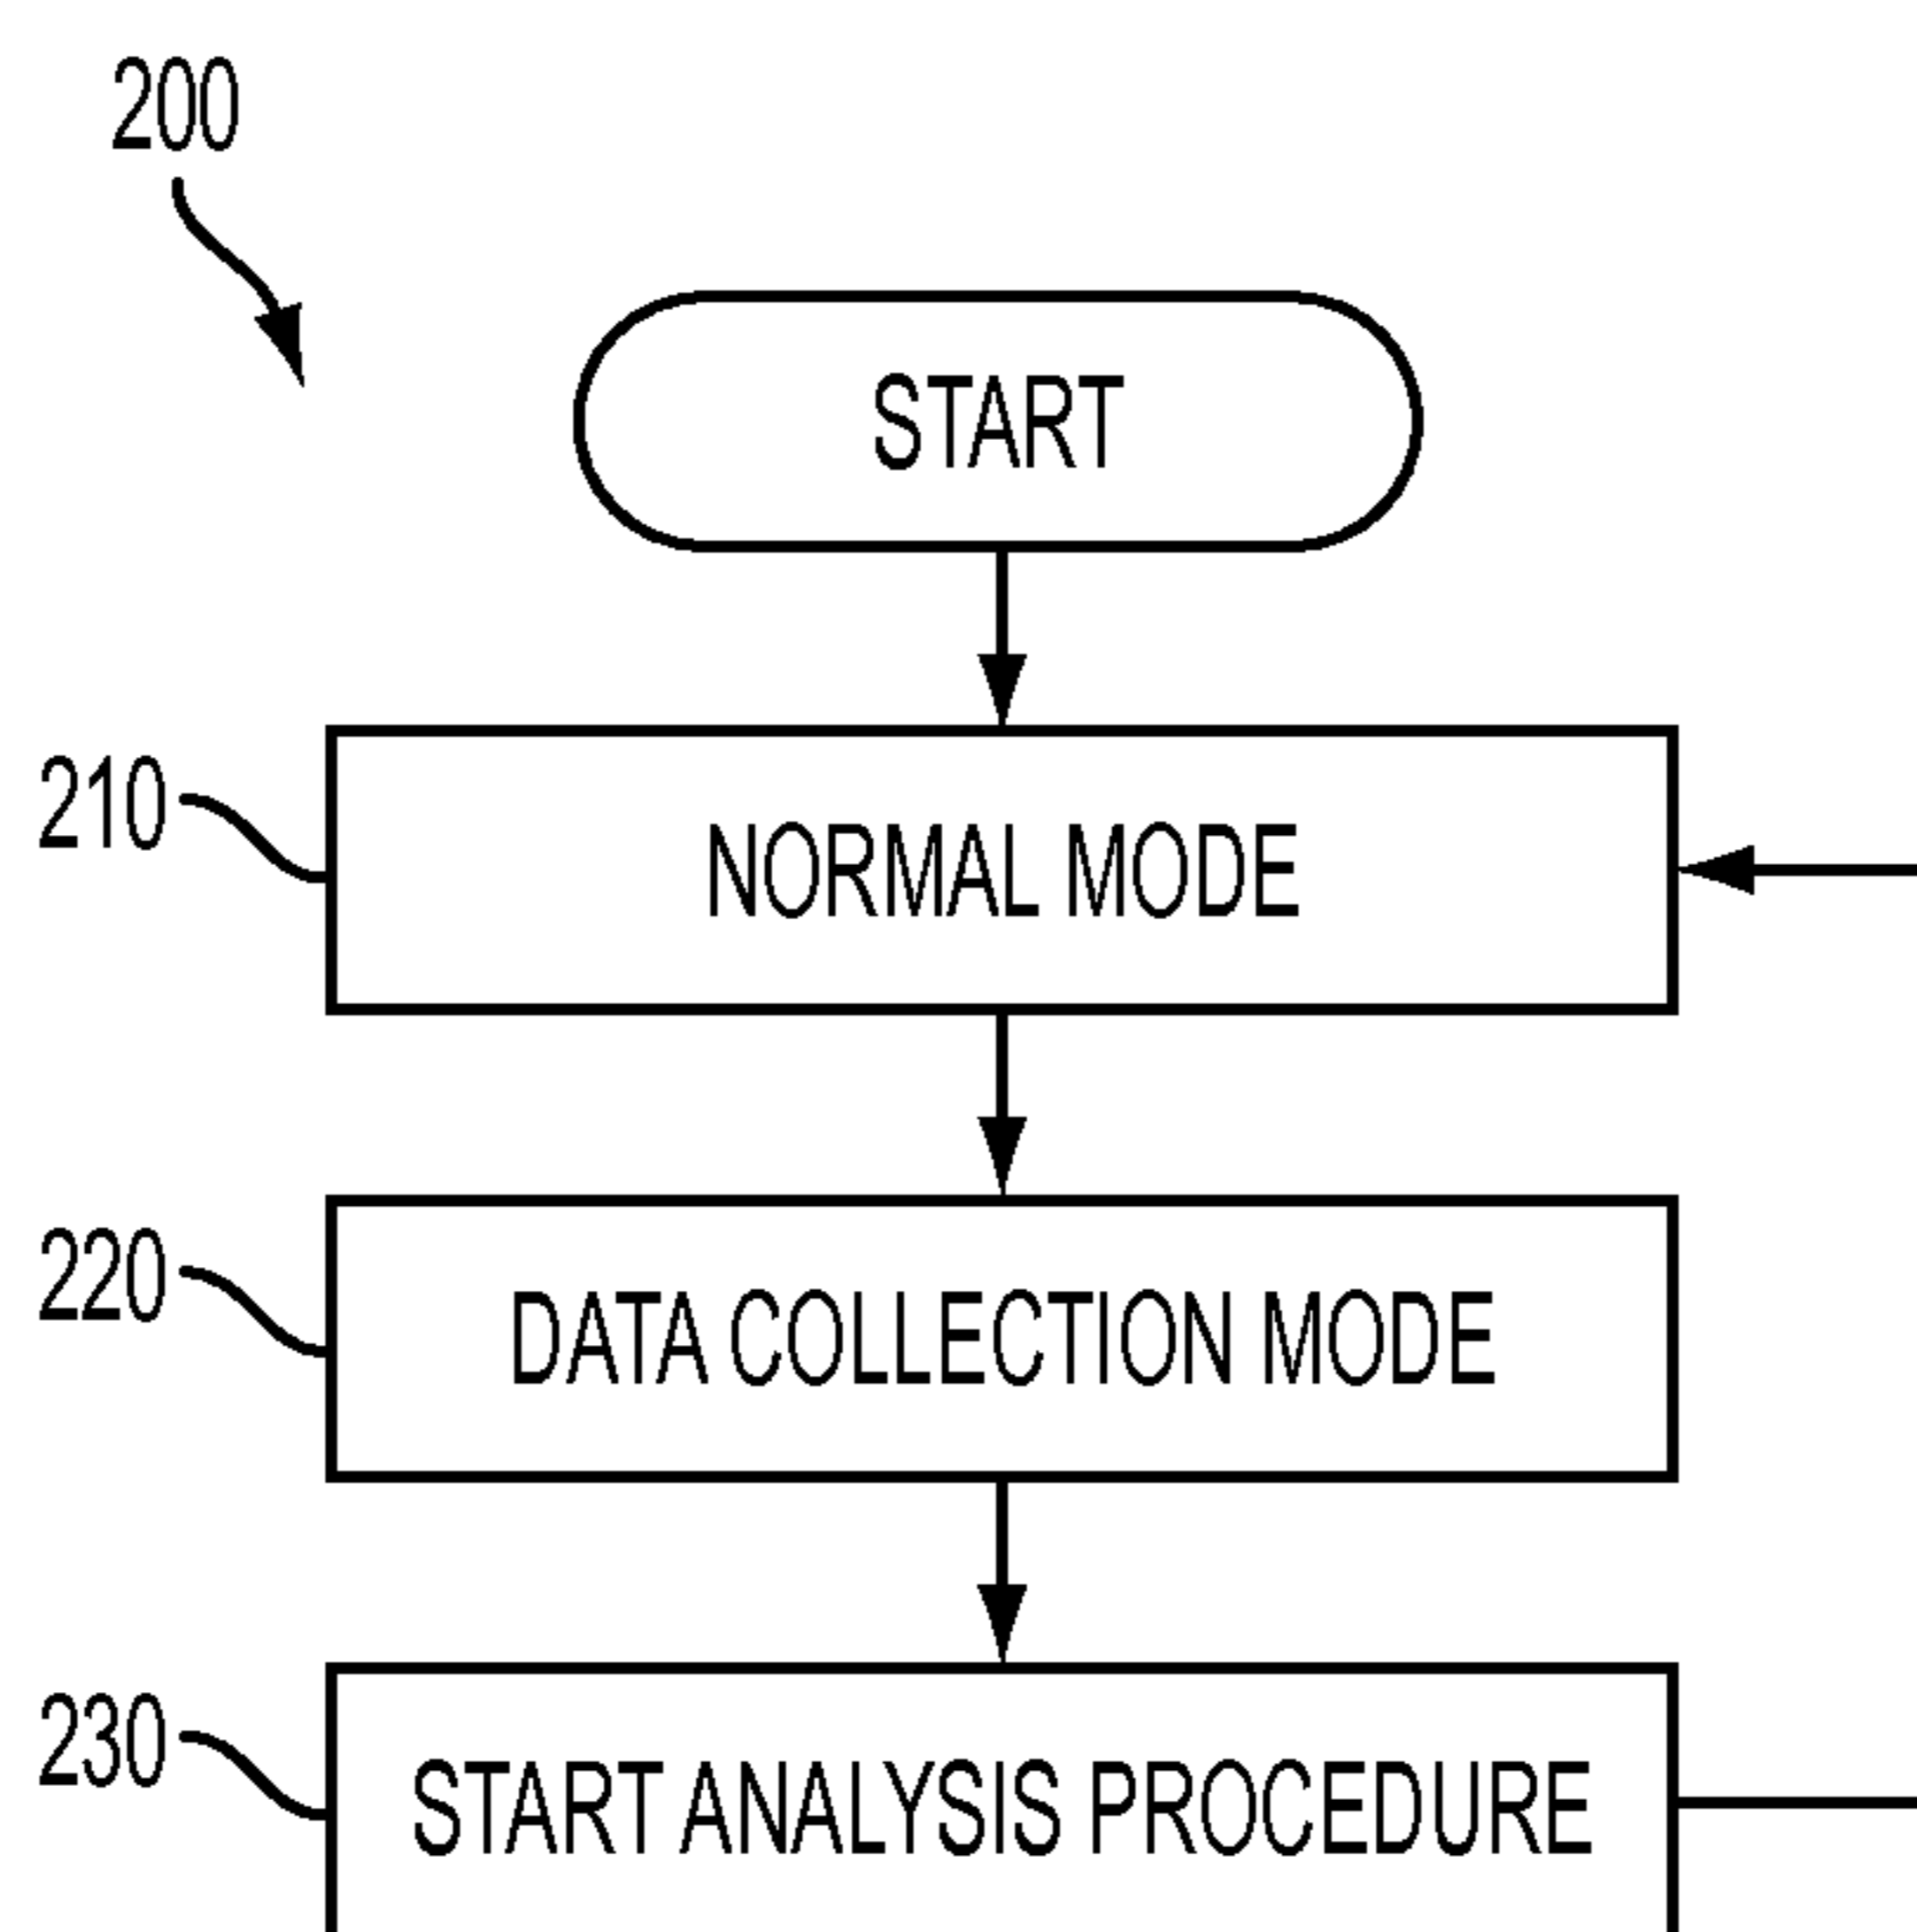 200
START
210
NORMAL MODE
220
DATA COLLECTION MODE
230
START ANALYSIS PROCEDURE